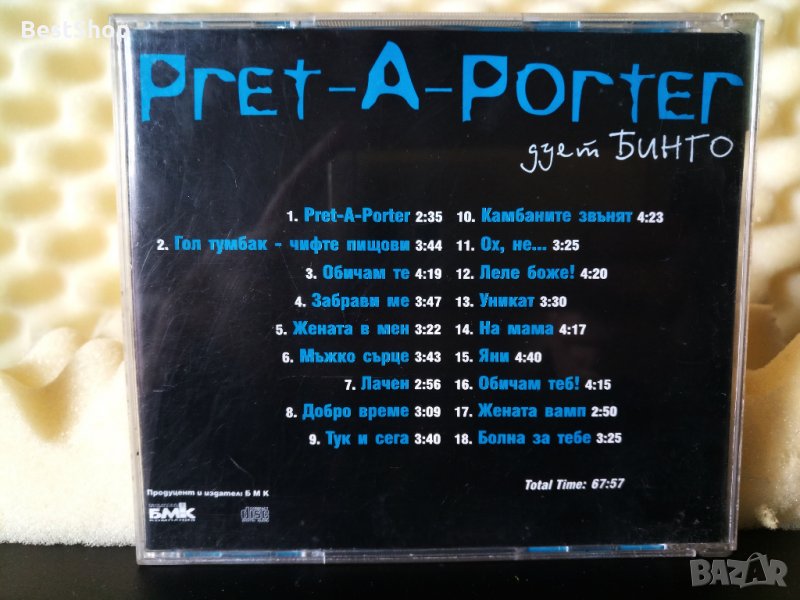 BestShop
Pret-A-Porter
дует БИНГО
1. Pret-A-Porter 2:35
2. Гол тумбак - чифте пищови 3:44
3. Обичам те 4:19
4. Забрави ме 3:47
5. Жената в мен 3:22
6. Мъжко сърце 3:43
7. Лачен 2:56
8. Добро време 3:09
9. Тук и сега 3:40
10. Камбаните звънят 4:23
11. Ох, не... 3:25
12. Леле боже! 4:20
13. Уникат 3:30
14. На мама 4:17
15. Яни 4:40
16. Обичам теб! 4:15
17. Жената вамп 2:50
18. Болна за тебе 3:25
Total Time: 67:57
Продуцент и издател: Б М К
БМК
КОМПАНИЯ
disc
BAZAR